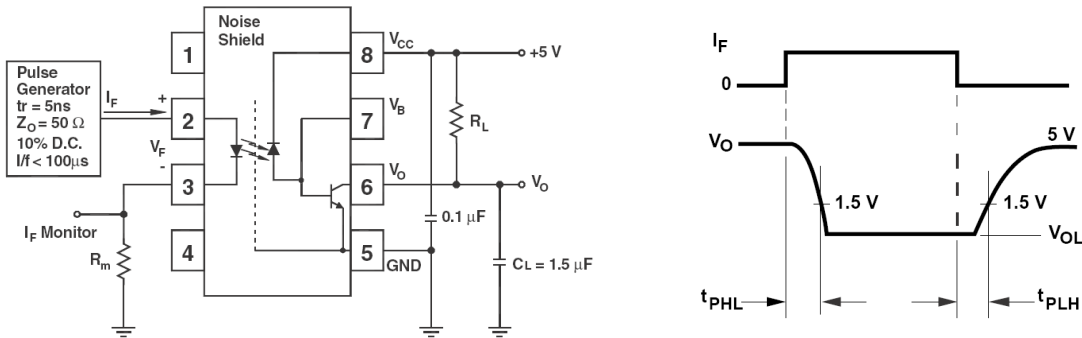 Noise
Shield
Pulse
Generator
tr = 5ns
ZO = 50 Ω
10% D.C.
I/f < 100μs
IF
+
VF
-
IF Monitor
Rm
1
2
3
4
8
7
6
5
VCC
VB
VO
GND
+5 V
RL
VO
0.1 μF
CL = 1.5 μF
IF
0
VO
5 V
1.5 V
1.5 V
VOL
tPHL
tPLH